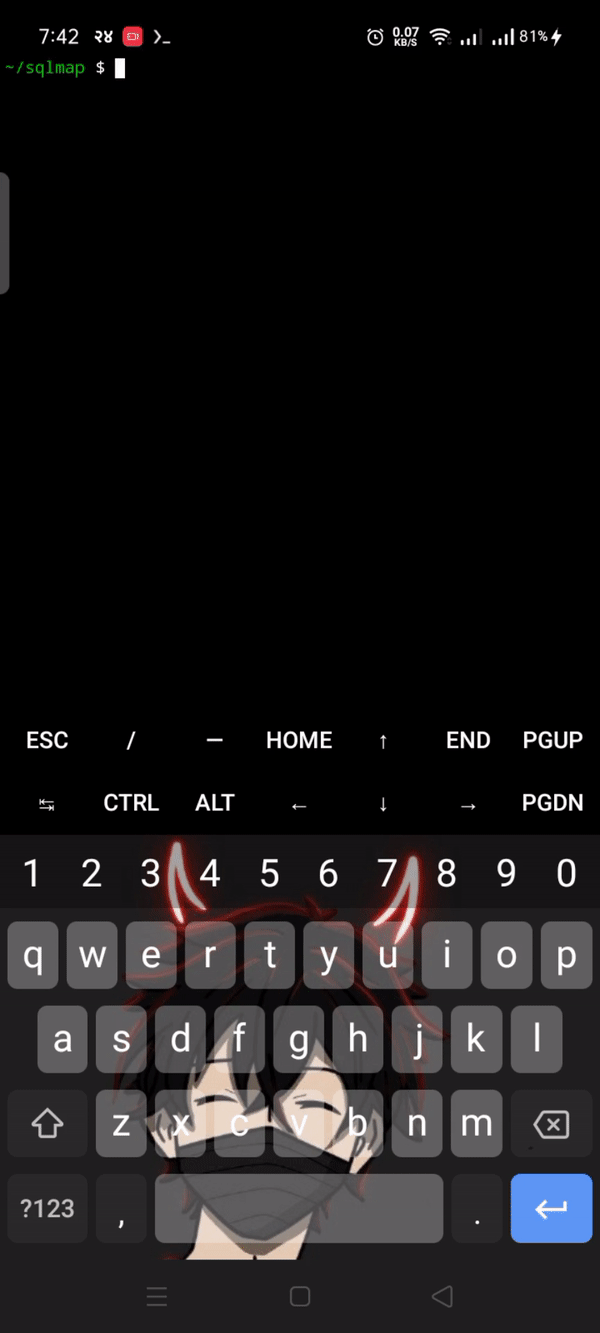 7:42 २४ 0.07 KB/S 81%
~/sqlmap $
ESC / — HOME ↑ END PGUP
↹ CTRL ALT ← ↓ → PGDN
1 2 3 4 5 6 7 8 9 0
q w e r t y u i o p
a s d f g h j k l
z x c v b n m
?123 , .